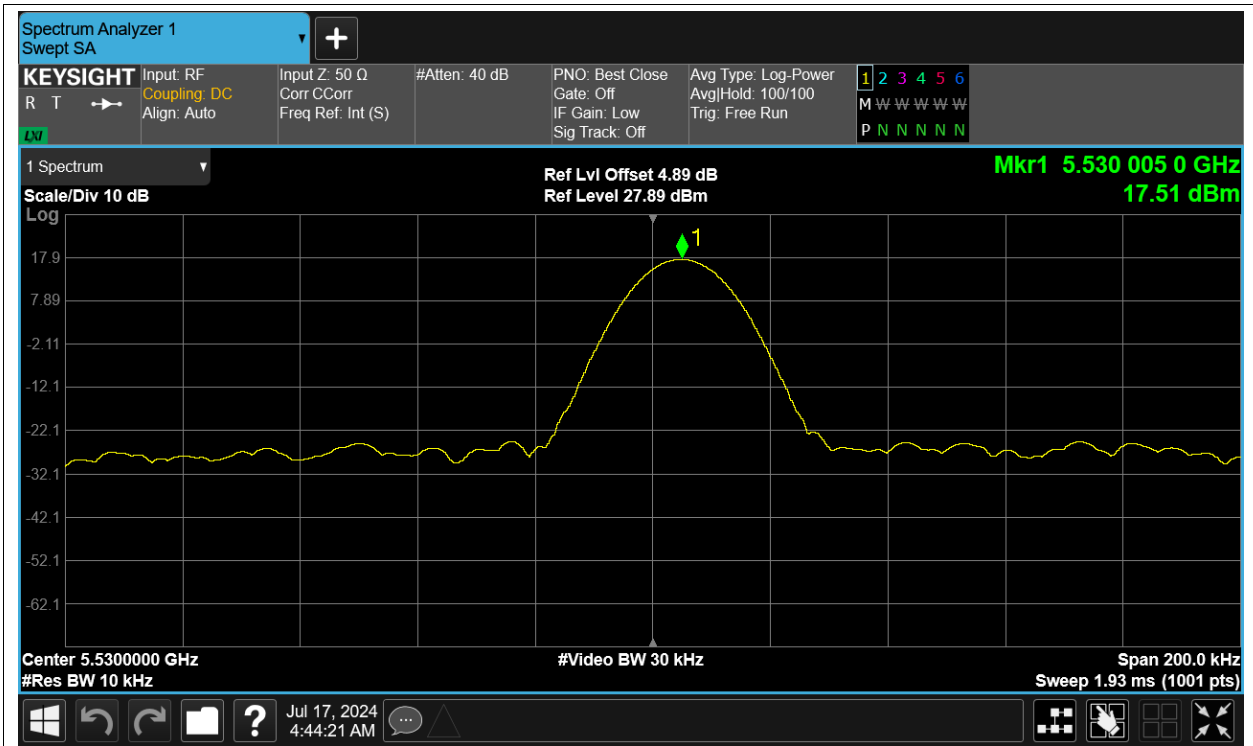 Spectrum Analyzer 1
Swept SA
KEYSIGHT
R T
LXI
Input: RF
Coupling: DC
Align: Auto
Input Z: 50 Ω
Corr CCorr
Freq Ref: Int (S)
#Atten: 40 dB
PNO: Best Close
Gate: Off
IF Gain: Low
Sig Track: Off
Avg Type: Log-Power
Avg|Hold: 100/100
Trig: Free Run
1 2 3 4 5 6
M W W W W W
P N N N N N
1 Spectrum
Scale/Div 10 dB
Log
Ref Lvl Offset 4.89 dB
Ref Level 27.89 dBm
Mkr1 5.530 005 0 GHz
17.51 dBm
1
17.9
7.89
-2.11
-12.1
-22.1
-32.1
-42.1
-52.1
-62.1
Center 5.5300000 GHz
#Res BW 10 kHz
#Video BW 30 kHz
Span 200.0 kHz
Sweep 1.93 ms (1001 pts)
?
Jul 17, 2024
4:44:21 AM